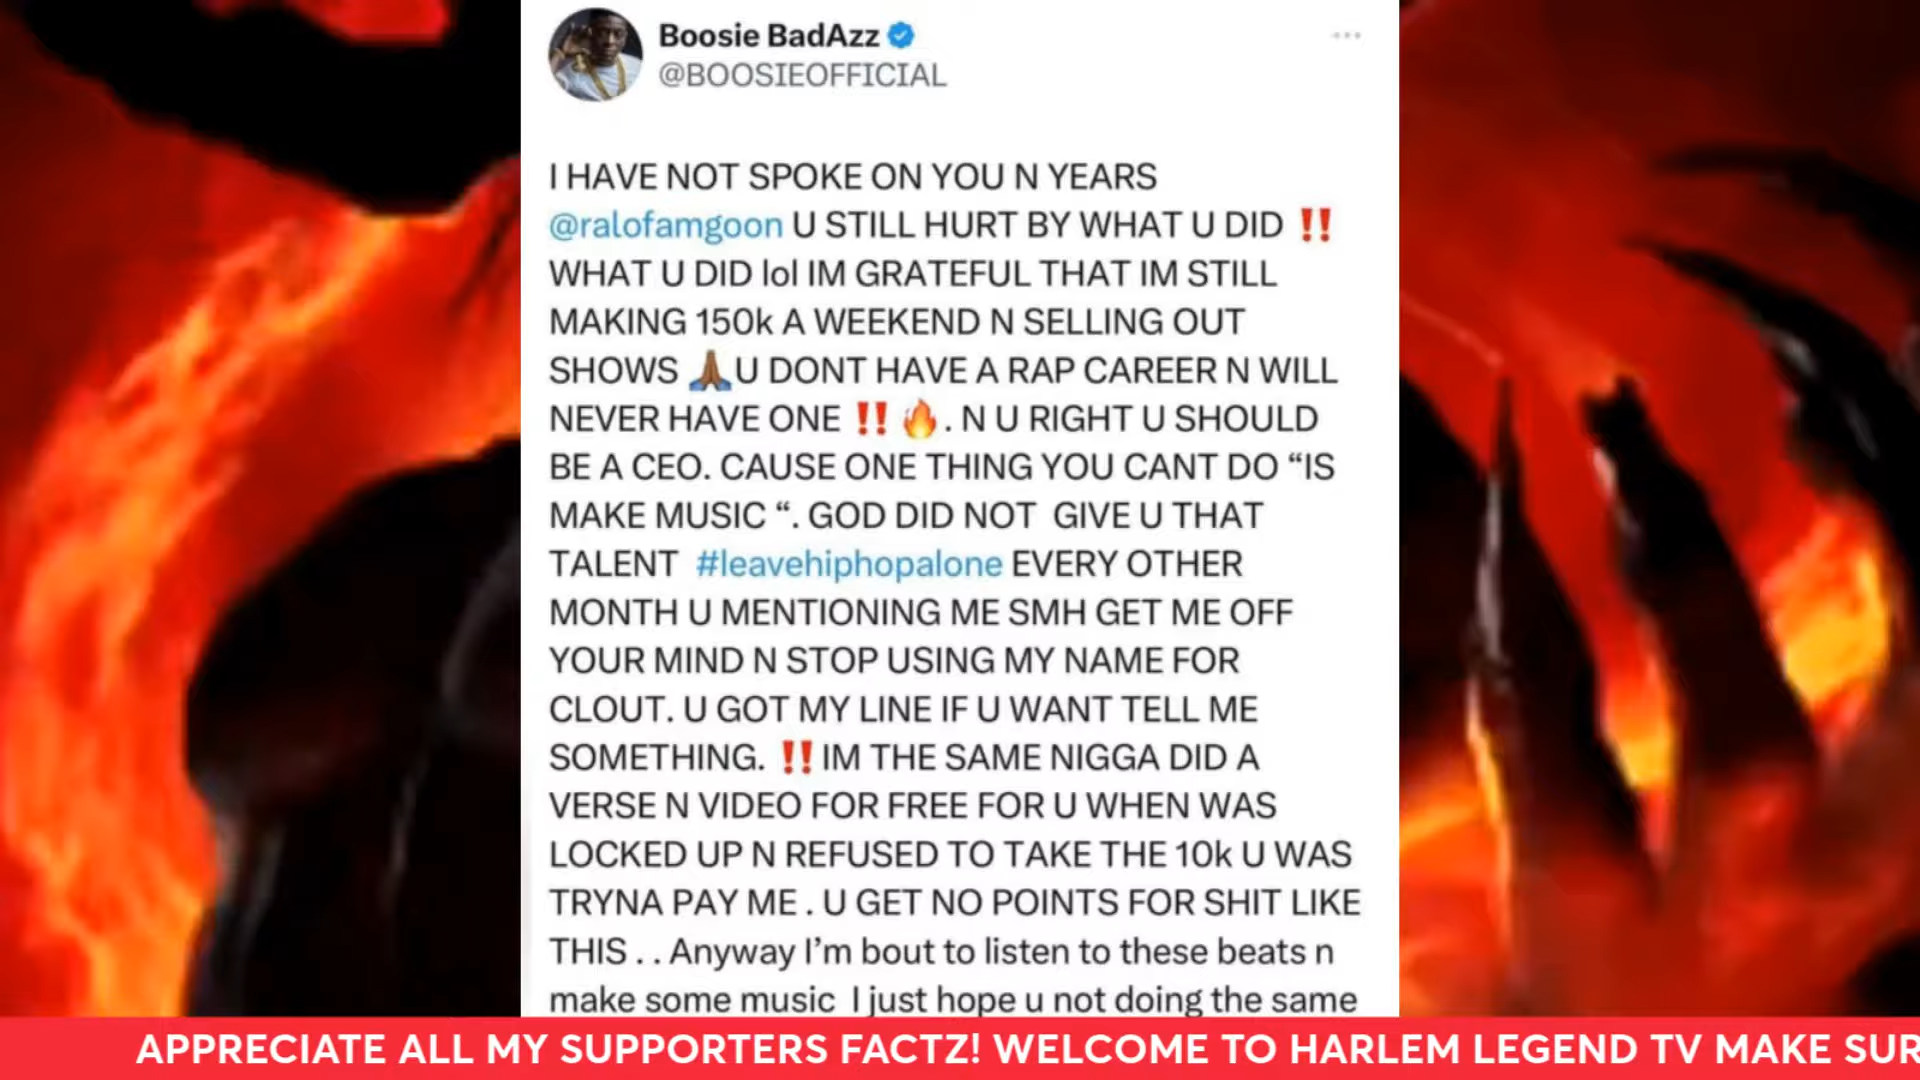 Boosie BadAzz
@BOOSIEOFFICIAL
I HAVE NOT SPOKE ON YOU N YEARS
@ralofamgoon U STILL HURT BY WHAT U DID ‼️
WHAT U DID lol IM GRATEFUL THAT IM STILL
MAKING 150k A WEEKEND N SELLING OUT
SHOWS 🙏🏾U DONT HAVE A RAP CAREER N WILL
NEVER HAVE ONE ‼️🔥. N U RIGHT U SHOULD
BE A CEO. CAUSE ONE THING YOU CANT DO “IS
MAKE MUSIC “. GOD DID NOT GIVE U THAT
TALENT #leavehiphopalone EVERY OTHER
MONTH U MENTIONING ME SMH GET ME OFF
YOUR MIND N STOP USING MY NAME FOR
CLOUT. U GOT MY LINE IF U WANT TELL ME
SOMETHING. ‼️IM THE SAME NIGGA DID A
VERSE N VIDEO FOR FREE FOR U WHEN WAS
LOCKED UP N REFUSED TO TAKE THE 10k U WAS
TRYNA PAY ME . U GET NO POINTS FOR SHIT LIKE
THIS . . Anyway I’m bout to listen to these beats n
make some music I just hope u not doing the same
APPRECIATE ALL MY SUPPORTERS FACTZ! WELCOME TO HARLEM LEGEND TV MAKE SUR